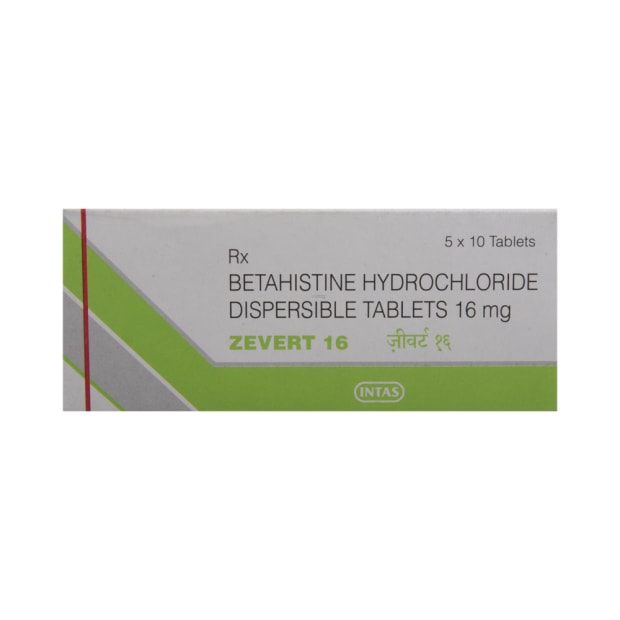 5 x 10 Tablets
Rx
BETAHISTINE HYDROCHLORIDE
DISPERSIBLE TABLETS 16 mg
ZEVERT 16 ज़ीवर्ट १६
INTAS